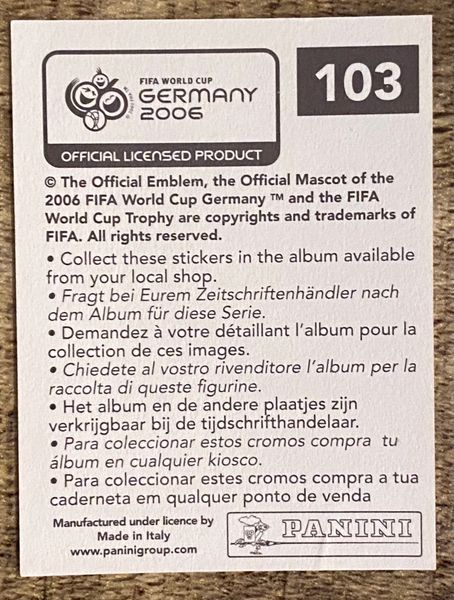 FIFA WORLD CUP
GERMANY
2006
OFFICIAL LICENSED PRODUCT
103
© The Official Emblem, the Official Mascot of the
2006 FIFA World Cup Germany ™ and the FIFA
World Cup Trophy are copyrights and trademarks of
FIFA. All rights reserved.
• Collect these stickers in the album available
from your local shop.
• Fragt bei Eurem Zeitschriftenhändler nach
dem Album für diese Serie.
• Demandez à votre détaillant l'album pour la
collection de ces images.
• Chiedete al vostro rivenditore l'album per la
raccolta di queste figurine.
• Het album en de andere plaatjes zijn
verkrijgbaar bij de tijdschrifthandelaar.
• Para coleccionar estos cromos compra tu
álbum en cualquier kiosco.
• Para coleccionar estes cromos compra a tua
caderneta em qualquer ponto de venda
Manufactured under licence by
Made in Italy
www.paninigroup.com
PANINI